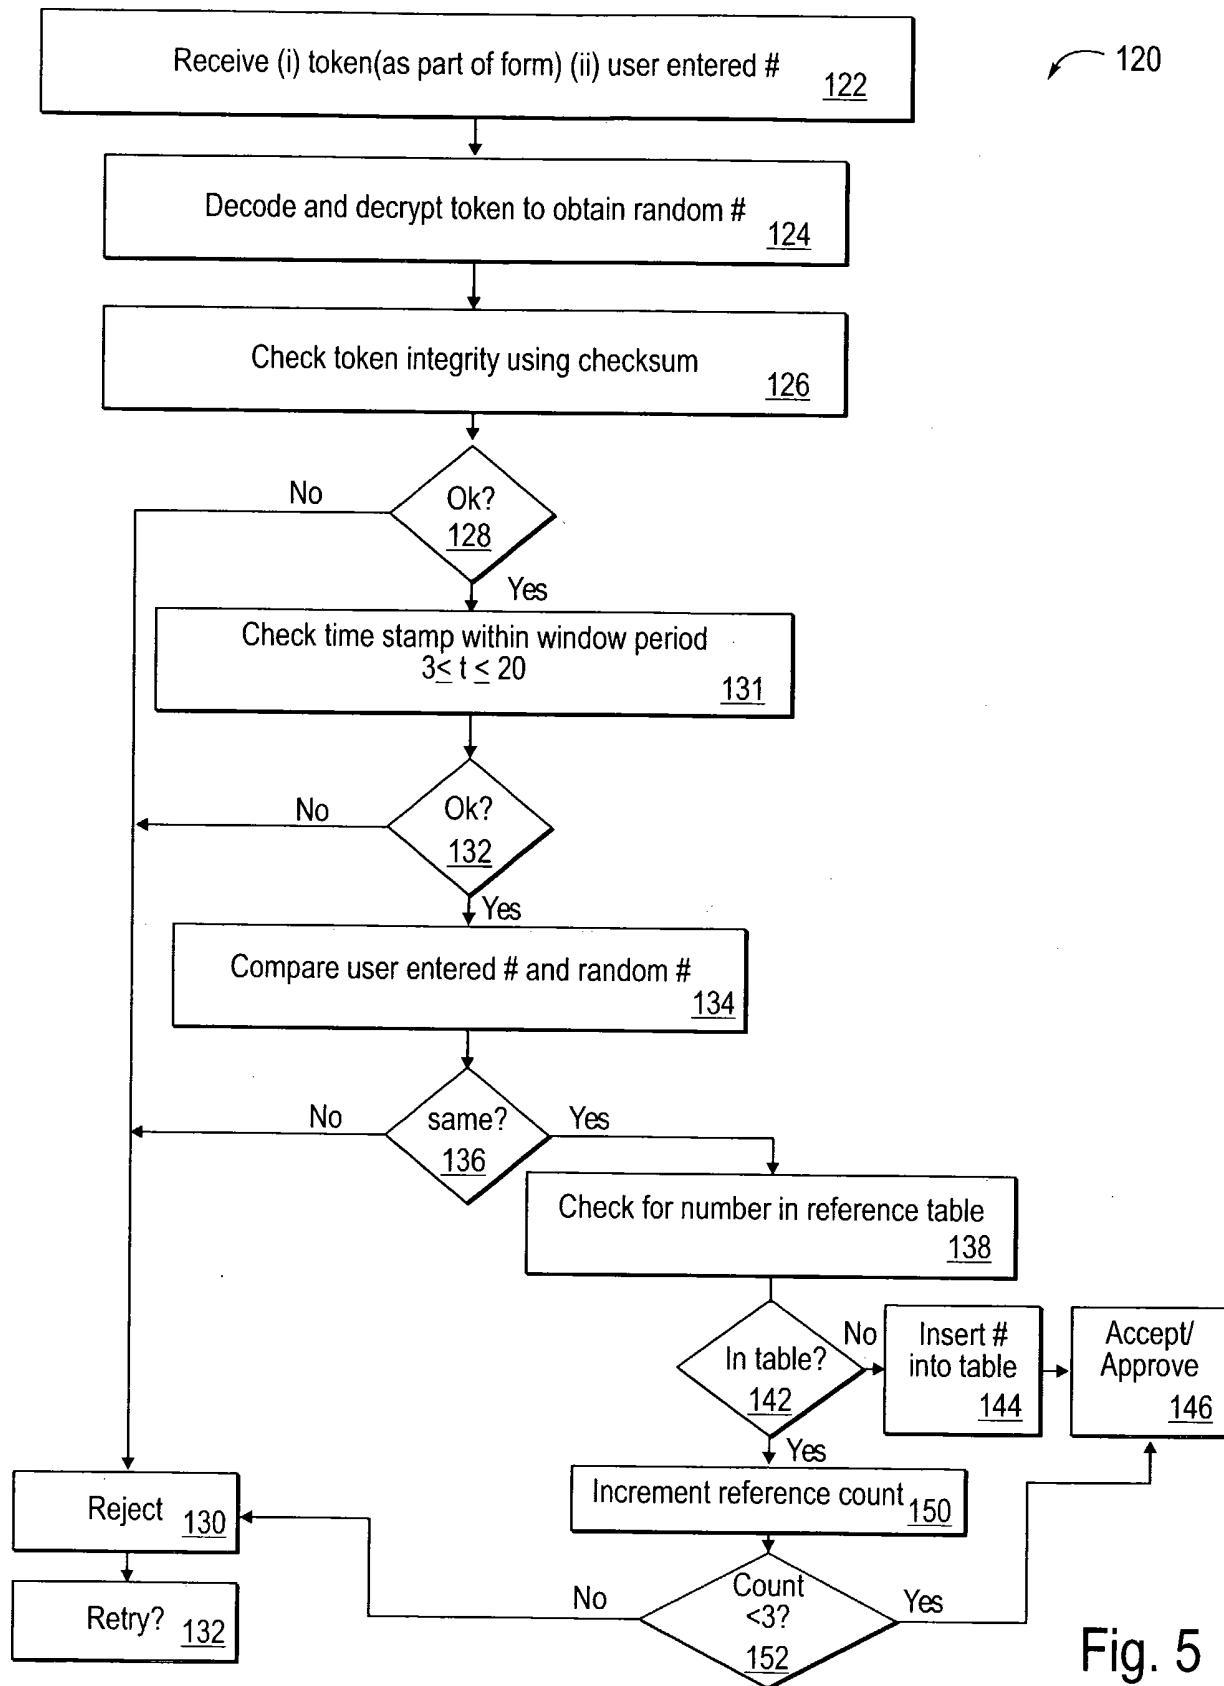 120
Receive (i) token(as part of form) (ii) user entered #
122
Decode and decrypt token to obtain random #
124
Check token integrity using checksum
126
No
Ok?
128
Yes
Check time stamp within window period
3≤ t ≤ 20
131
No
Ok?
132
Yes
Compare user entered # and random #
134
No
same?
136
Yes
Check for number in reference table
138
In table?
142
No
Insert #
into table
144
Accept/
Approve
146
Yes
Increment reference count
150
Reject
130
Retry?
132
No
Count
<3?
152
Yes
Fig. 5